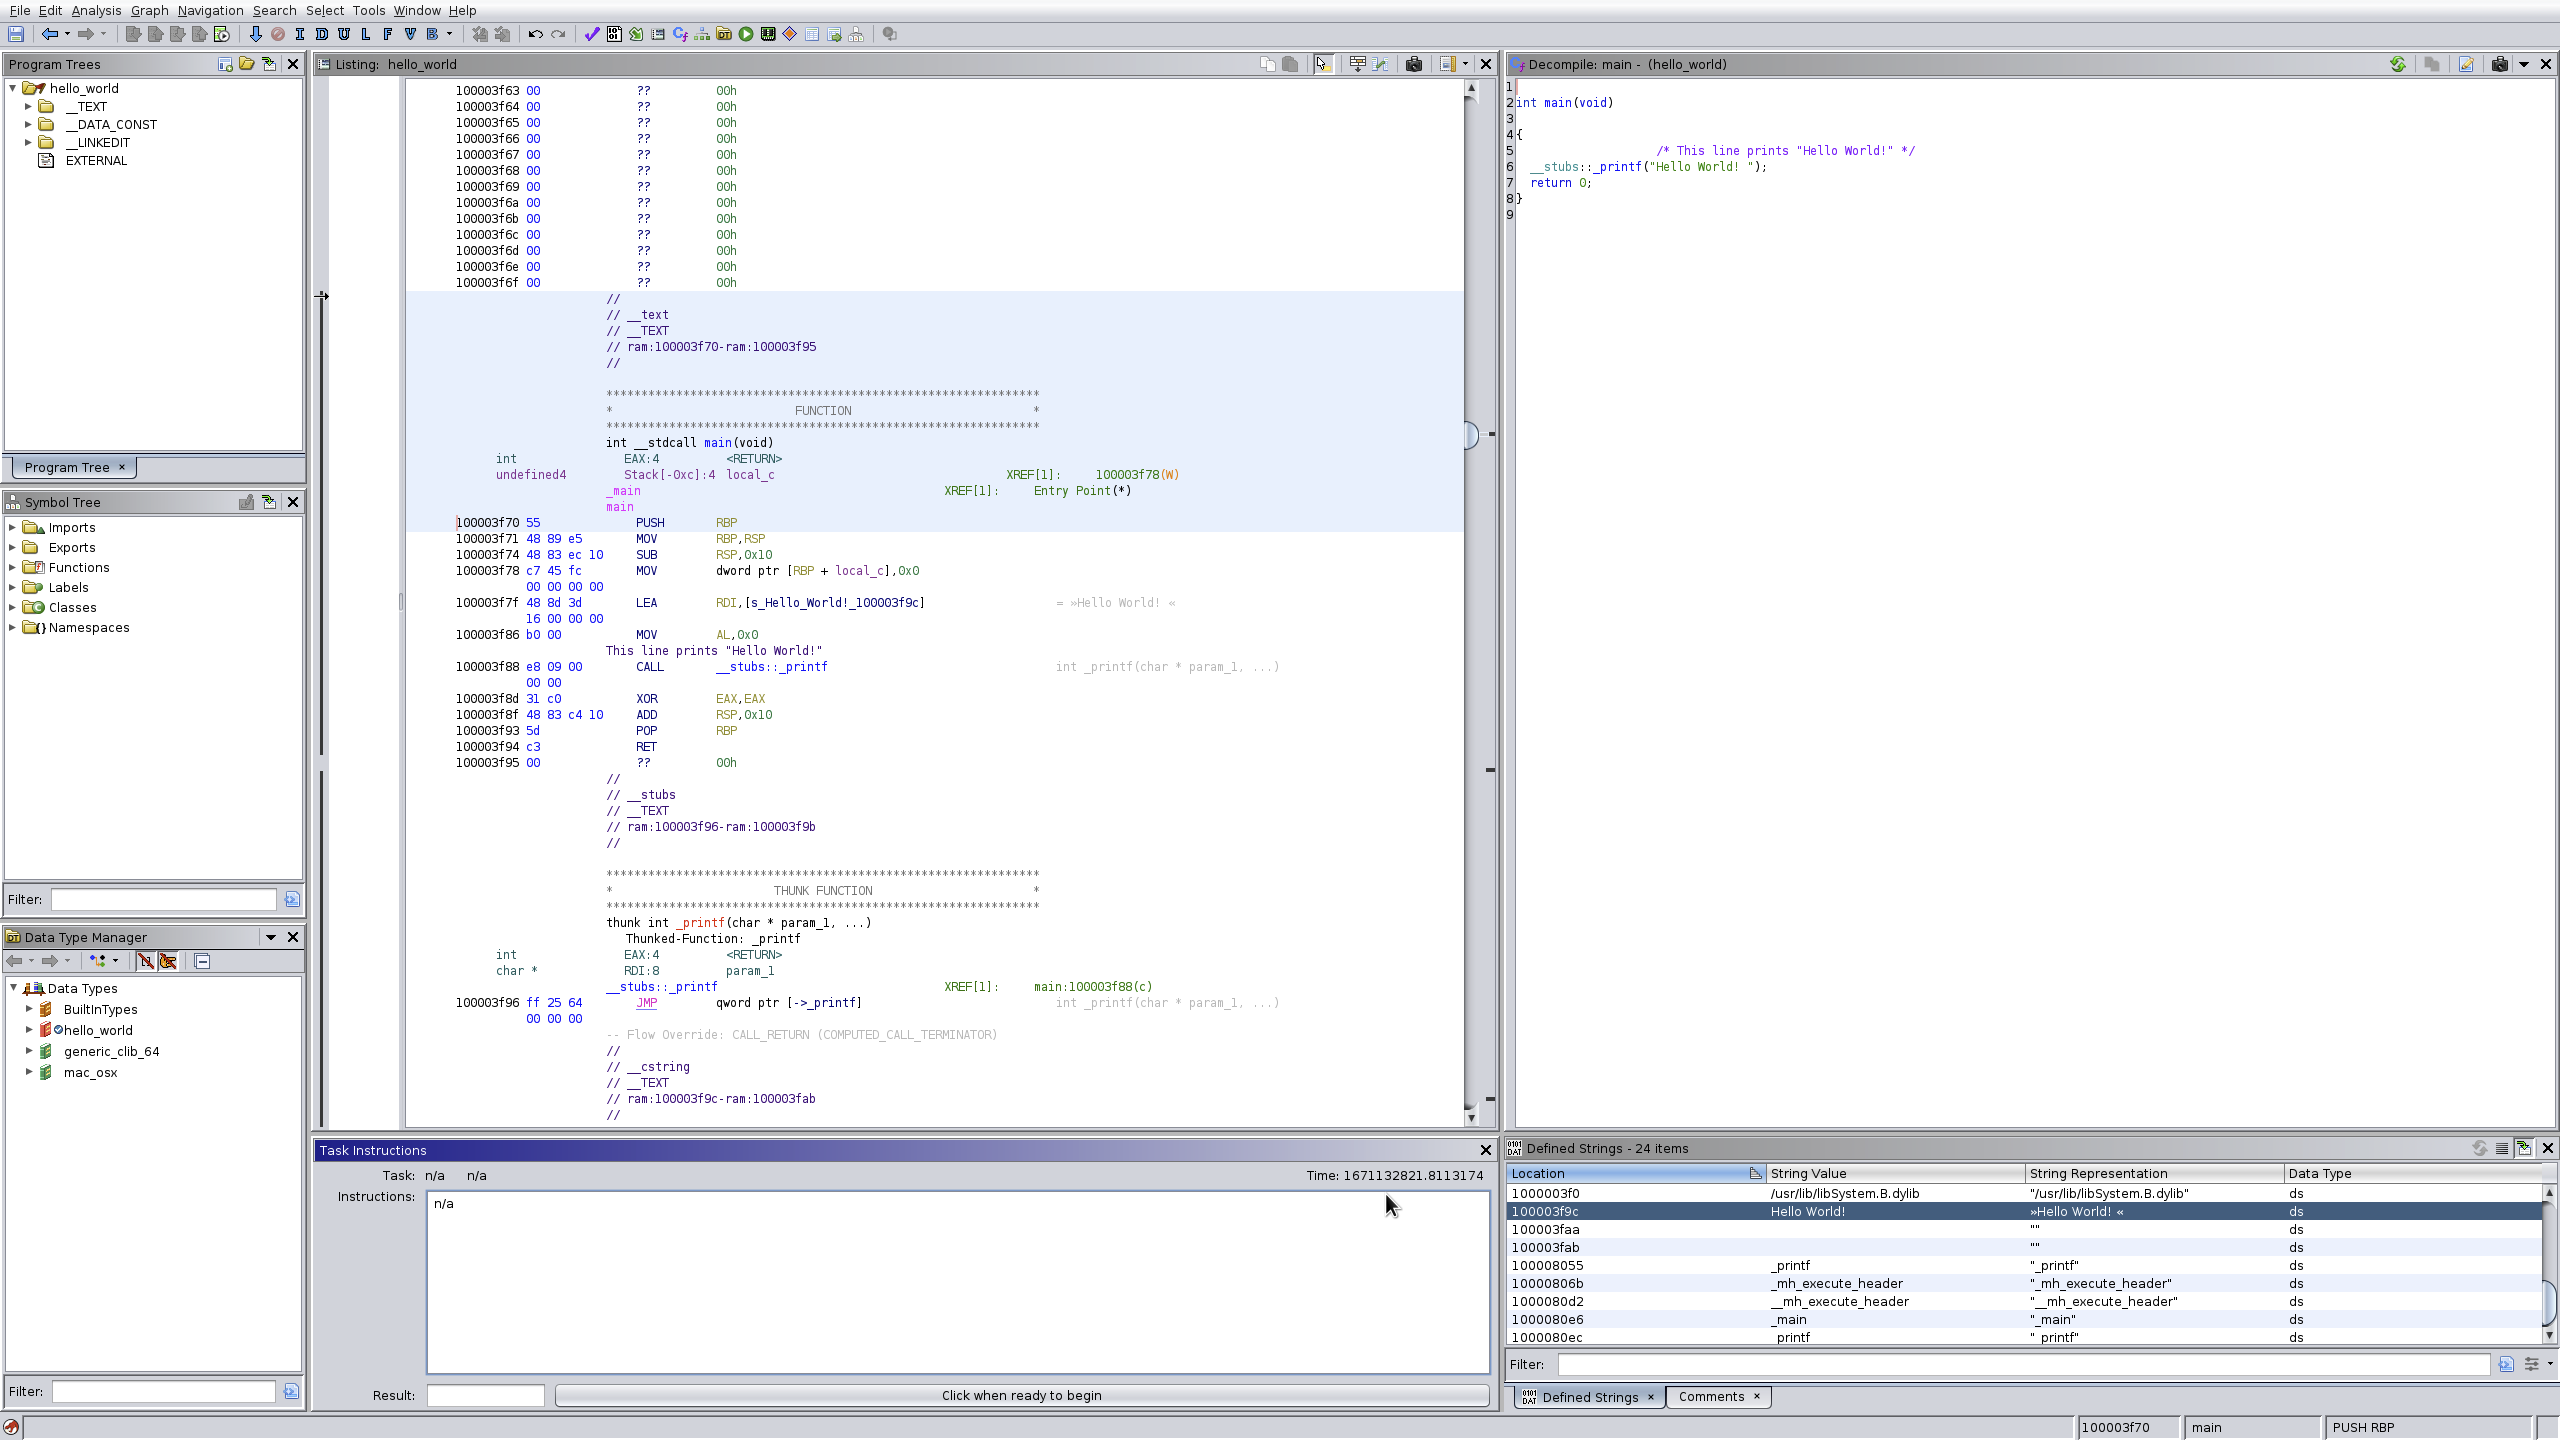 File Edit Analysis Graph Navigation Search Select Tools Window Help
I D U L F V B
Program Trees
hello_world
__TEXT
__DATA_CONST
__LINKEDIT
EXTERNAL
Program Tree ×
Symbol Tree
Imports
Exports
Functions
Labels
Classes
Namespaces
Filter:
Data Type Manager
Data Types
BuiltInTypes
hello_world
generic_clib_64
mac_osx
Filter:
Listing: hello_world
100003f63 00 ?? 00h
100003f64 00 ?? 00h
100003f65 00 ?? 00h
100003f66 00 ?? 00h
100003f67 00 ?? 00h
100003f68 00 ?? 00h
100003f69 00 ?? 00h
100003f6a 00 ?? 00h
100003f6b 00 ?? 00h
100003f6c 00 ?? 00h
100003f6d 00 ?? 00h
100003f6e 00 ?? 00h
100003f6f 00 ?? 00h
//
// __text
// __TEXT
// ram:100003f70-ram:100003f95
//
**************************************************************
* FUNCTION *
**************************************************************
int __stdcall main(void)
int EAX:4 <RETURN>
undefined4 Stack[-0xc]:4 local_c XREF[1]: 100003f78(W)
_main XREF[1]: Entry Point(*)
main
100003f70 55 PUSH RBP
100003f71 48 89 e5 MOV RBP,RSP
100003f74 48 83 ec 10 SUB RSP,0x10
100003f78 c7 45 fc MOV dword ptr [RBP + local_c],0x0
00 00 00 00
100003f7f 48 8d 3d LEA RDI,[s_Hello_World!_100003f9c] = »Hello World! «
16 00 00 00
100003f86 b0 00 MOV AL,0x0
This line prints "Hello World!"
100003f88 e8 09 00 CALL __stubs::_printf int _printf(char * param_1, ...)
00 00
100003f8d 31 c0 XOR EAX,EAX
100003f8f 48 83 c4 10 ADD RSP,0x10
100003f93 5d POP RBP
100003f94 c3 RET
100003f95 00 ?? 00h
//
// __stubs
// __TEXT
// ram:100003f96-ram:100003f9b
//
**************************************************************
* THUNK FUNCTION *
**************************************************************
thunk int _printf(char * param_1, ...)
Thunked-Function: _printf
int EAX:4 <RETURN>
char * RDI:8 param_1
__stubs::_printf XREF[1]: main:100003f88(c)
100003f96 ff 25 64 JMP qword ptr [->_printf] int _printf(char * param_1, ...)
00 00 00
-- Flow Override: CALL_RETURN (COMPUTED_CALL_TERMINATOR)
//
// __cstring
// __TEXT
// ram:100003f9c-ram:100003fab
//
Task Instructions
Task: n/a n/a Time: 1671132821.8113174
Instructions:
n/a
Result: Click when ready to begin
Decompile: main - (hello_world)
1
2 int main(void)
3
4 {
5 /* This line prints "Hello World!" */
6 __stubs::_printf("Hello World! ");
7 return 0;
8 }
9
Defined Strings - 24 items
Location String Value String Representation Data Type
1000003f0 /usr/lib/libSystem.B.dylib "/usr/lib/libSystem.B.dylib" ds
100003f9c Hello World! »Hello World! « ds
100003faa "" ds
100003fab "" ds
100008055 _printf "_printf" ds
10000806b _mh_execute_header "_mh_execute_header" ds
1000080d2 __mh_execute_header "__mh_execute_header" ds
1000080e6 _main "_main" ds
1000080ec _printf "_printf" ds
Filter:
Defined Strings × Comments ×
100003f70 main PUSH RBP